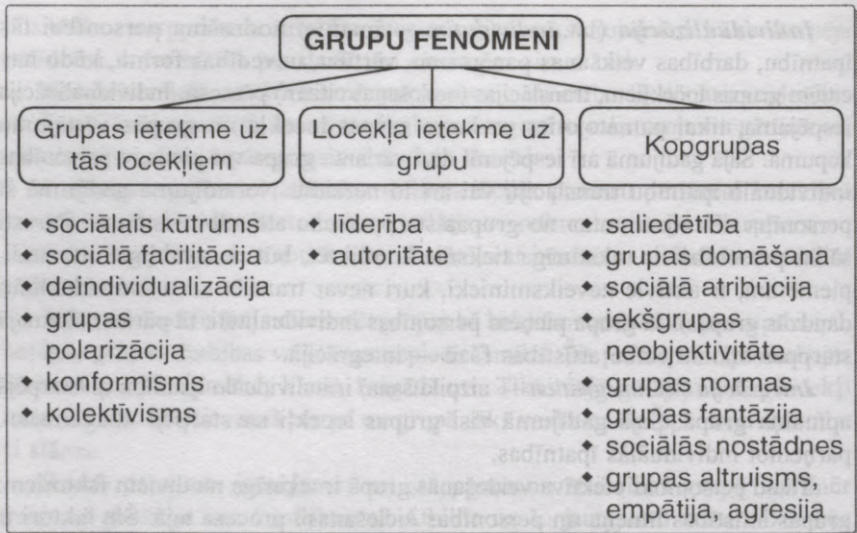 GRUPU FENOMENI
Grupas ietekme uz
tās locekļiem
Locekļa ietekme uz
grupu
Kopgrupas
◆ sociālais kūtrums
◆ sociālā facilitācija
◆ deindividualizācija
◆ grupas
polarizācija
◆ konformisms
◆ kolektīvisms
◆ līderība
◆ autoritāte
◆ saliedētība
◆ grupas domāšana
◆ sociālā atribūcija
◆ iekšgrupas
neobjektivitāte
◆ grupas normas
◆ grupas fantāzija
◆ sociālās nostādnes
◆ grupas altruisms,
empātija, agresija